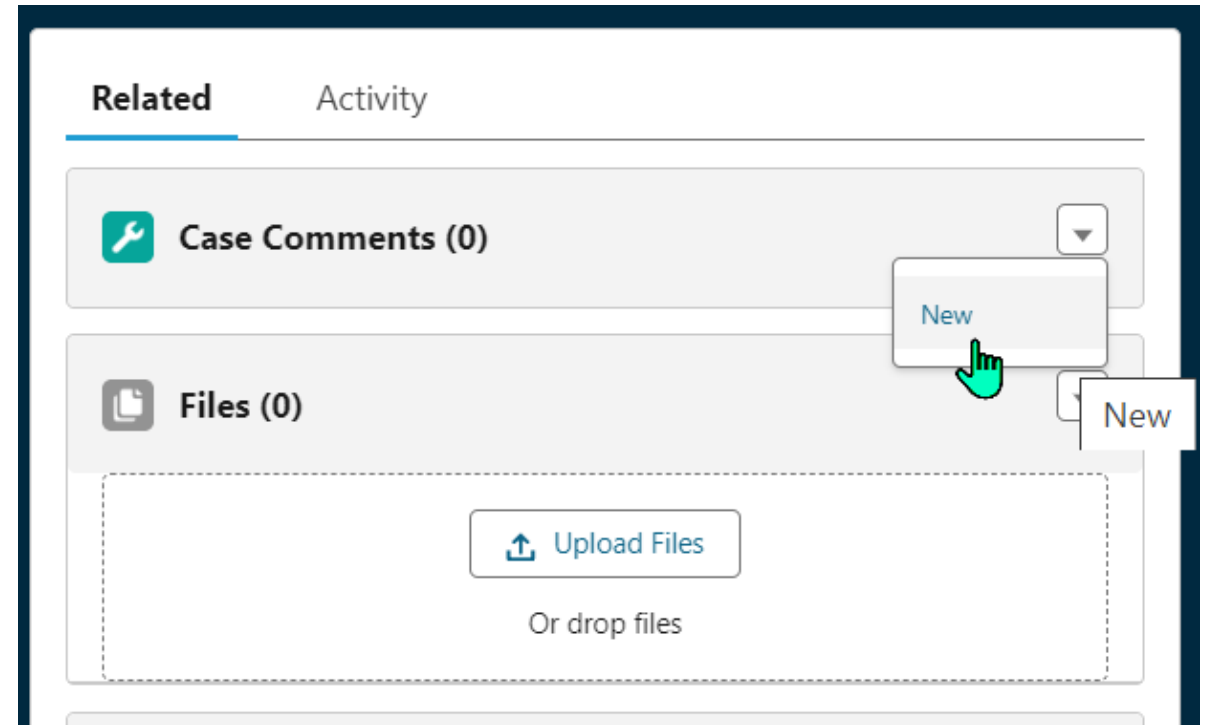 Related Activity
Case Comments (0)
New
Files (0)
New
Upload Files
Or drop files